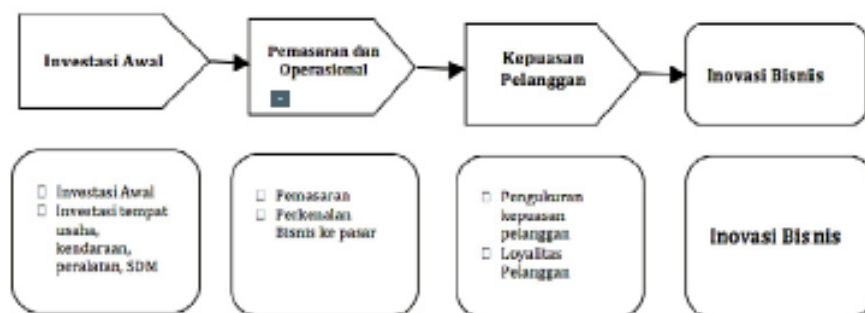 Investasi Awal
Pemasaran dan
Operasional
Kepuasan
Pelanggan
Inovasi Bisniis
Investasi Awal
Investasi tempat
usaha,
kendaraan,
peralatan, SDM
Pemasaran
Perkenalan
Bisnis ke pasar
Pengukuran
kepuasan
pelanggan
Loyalitas
Pelanggan
Inovasi Bisnis